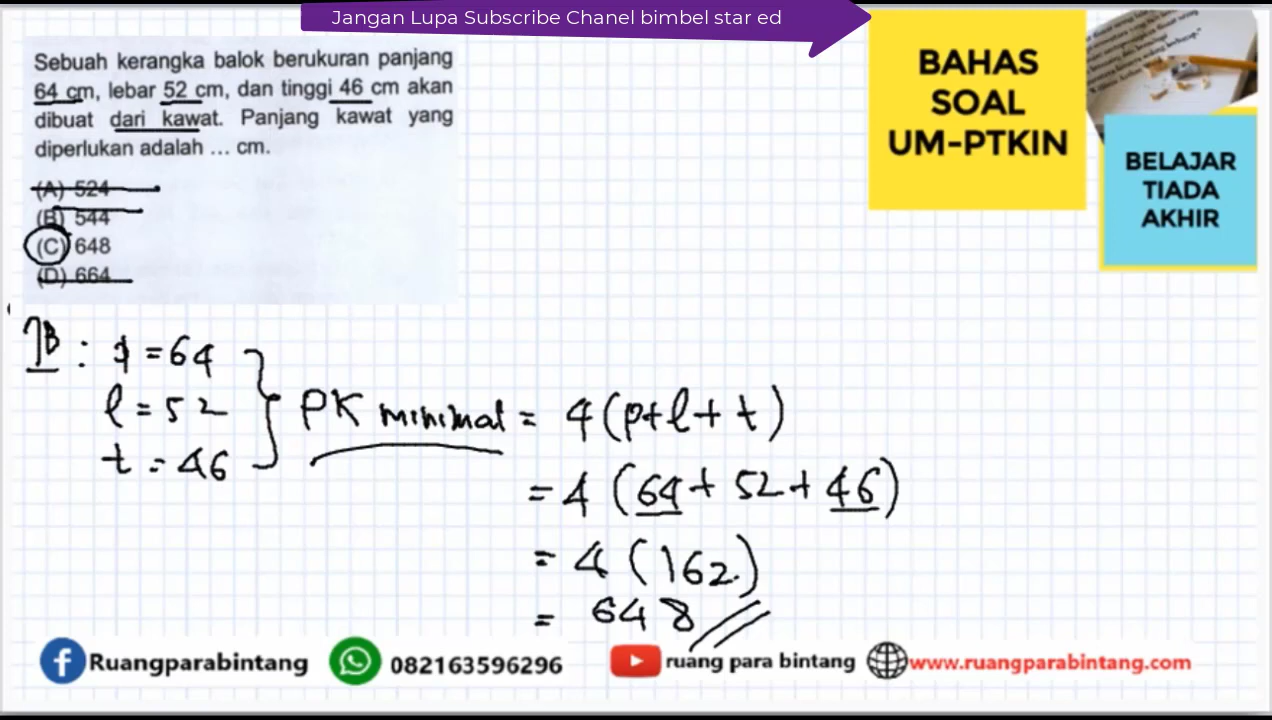 Jangan Lupa Subscribe Chanel bimbel star ed
Sebuah kerangka balok berukuran panjang
64 cm, lebar 52 cm, dan tinggi 46 cm akan
dibuat dari kawat. Panjang kawat yang
diperlukan adalah ... cm.
(A) 524
(B) 544
(C) 648
(D) 664
BAHAS
SOAL
UM-PTKIN
BELAJAR
TIADA
AKHIR
JB : p = 64
l = 52
t = 46
PK minimal = 4 (p+l+t)
= 4 (64 + 52 + 46)
= 4 (162)
= 648
Ruangparabintang
082163596296
ruang para bintang
www.ruangparabintang.com